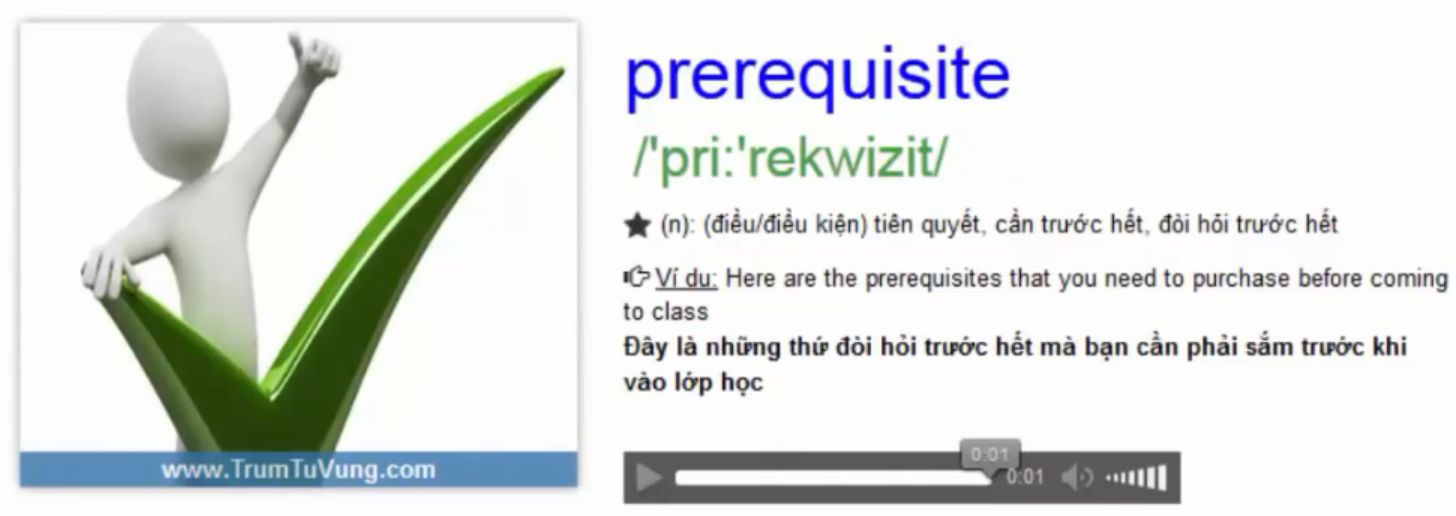 prerequisite
/'pri:'rekwizit/
★ (n): (điều/điều kiện) tiên quyết, cần trước hết, đòi hỏi trước hết
Ví dụ: Here are the prerequisites that you need to purchase before coming
to class
Đây là những thứ đòi hỏi trước hết mà bạn cần phải sắm trước khi
vào lớp học
0:01
0:01
www.TrumTuVung.com